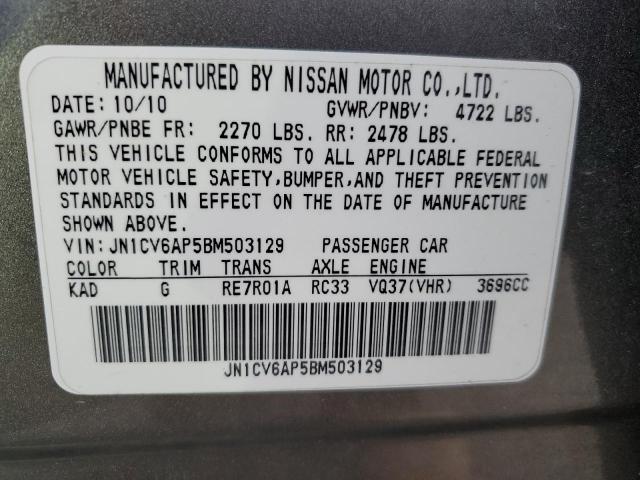 MANUFACTURED BY NISSAN MOTOR CO.,LTD.
DATE: 10/10 GVWR/PNBV: 4722 LBS.
GAWR/PNBE FR: 2270 LBS. RR: 2478 LBS.
THIS VEHICLE CONFORMS TO ALL APPLICABLE FEDERAL
MOTOR VEHICLE SAFETY,BUMPER,AND THEFT PREVENTION
STANDARDS IN EFFECT ON THE DATE OF MANUFACTURE
SHOWN ABOVE.
VIN: JN1CV6AP5BM503129 PASSENGER CAR
COLOR TRIM TRANS AXLE ENGINE
KAD G RE7R01A RC33 VQ37(VHR) 3696CC
JN1CV6AP5BM503129